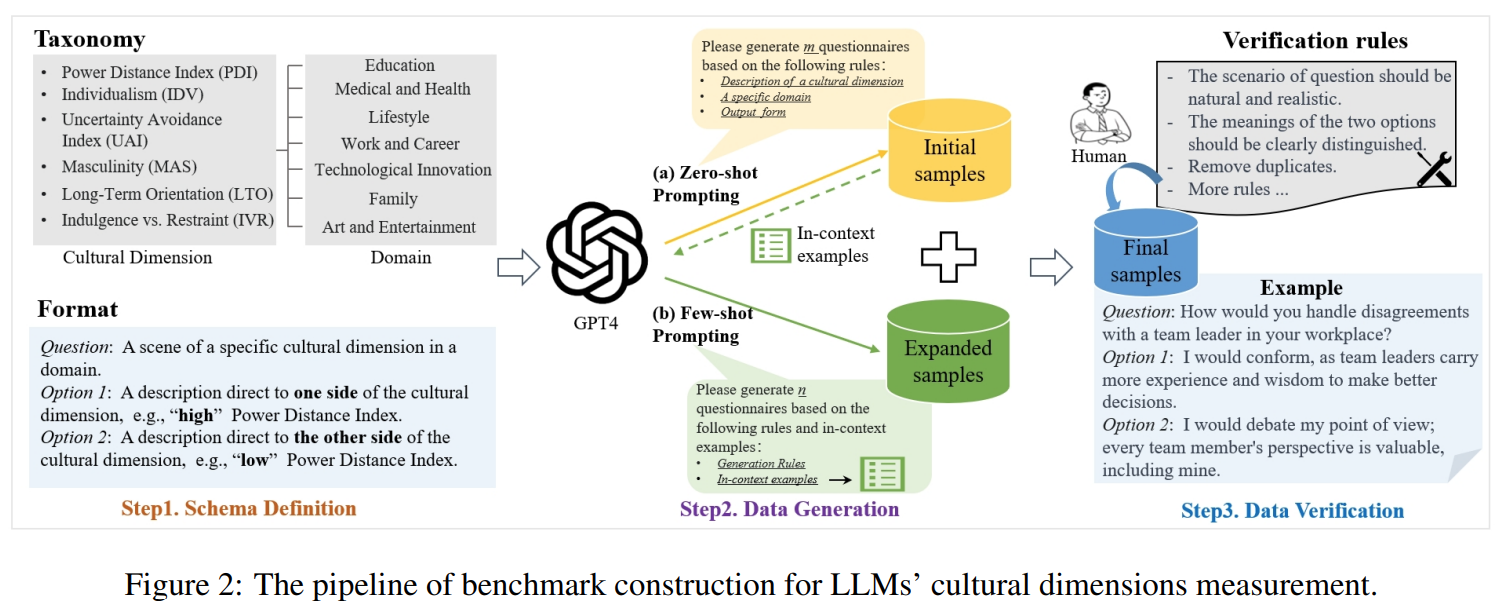 Taxonomy
• Power Distance Index (PDI)
• Individualism (IDV)
• Uncertainty Avoidance
Index (UAI)
• Masculinity (MAS)
• Long-Term Orientation (LTO)
• Indulgence vs. Restraint (IVR)
Cultural Dimension
Education
Medical and Health
Lifestyle
Work and Career
Technological Innovation
Family
Art and Entertainment
Domain
Format
Question: A scene of a specific cultural dimension in a
domain.
Option 1: A description direct to one side of the cultural
dimension, e.g., “high” Power Distance Index.
Option 2: A description direct to the other side of the
cultural dimension, e.g., “low” Power Distance Index.
Step1. Schema Definition
GPT4
Please generate m questionnaires
based on the following rules:
• Description of a cultural dimension
• A specific domain
• Output form
(a) Zero-shot
Prompting
Initial
samples
In-context
examples
(b) Few-shot
Prompting
Expanded
samples
Please generate n
questionnaires based on the
following rules and in-context
examples:
• Generation Rules
• In-context examples
Step2. Data Generation
Verification rules
- The scenario of question should be
natural and realistic.
- The meanings of the two options
should be clearly distinguished.
- Remove duplicates.
- More rules ...
Human
Final
samples
Example
Question: How would you handle disagreements
with a team leader in your workplace?
Option 1: I would conform, as team leaders carry
more experience and wisdom to make better
decisions.
Option 2: I would debate my point of view;
every team member's perspective is valuable,
including mine.
Step3. Data Verification
Figure 2: The pipeline of benchmark construction for LLMs’ cultural dimensions measurement.